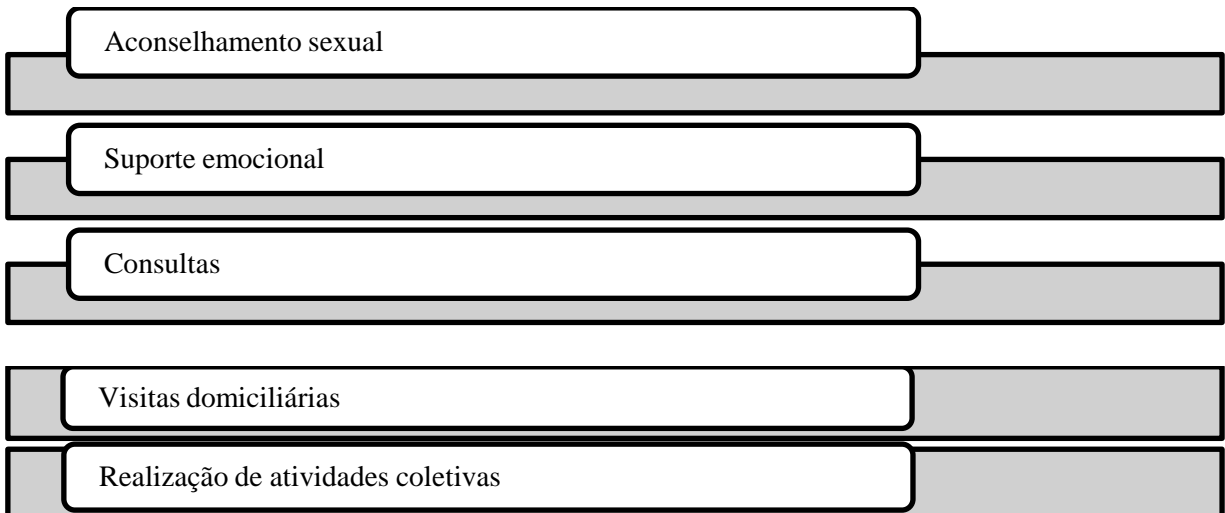 Aconselhamento sexual
Suporte emocional
Consultas
Visitas domiciliárias
Realização de atividades coletivas